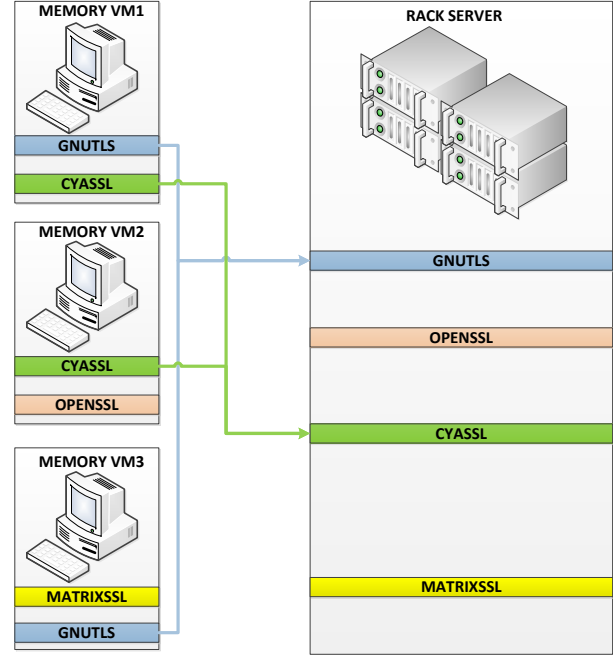 MEMORY VM1
GNUTLS
CYASSL
MEMORY VM2
CYASSL
OPENSSL
MEMORY VM3
MATRIXSSL
GNUTLS
RACK SERVER
GNUTLS
OPENSSL
CYASSL
MATRIXSSL